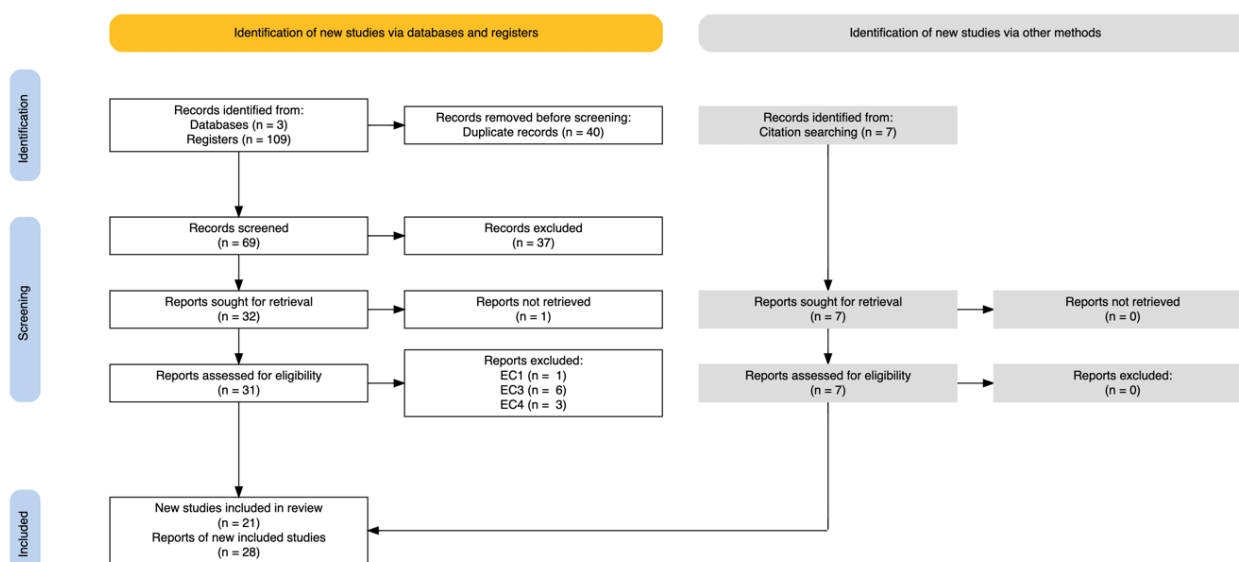 Identification of new studies via databases and registers
Identification of new studies via other methods
Identification
Records identified from:
Databases (n = 3)
Registers (n = 109)
Records removed before screening:
Duplicate records (n = 40)
Records identified from:
Citation searching (n = 7)
Screening
Records screened
(n = 69)
Records excluded
(n = 37)
Reports sought for retrieval
(n = 32)
Reports not retrieved
(n = 1)
Reports sought for retrieval
(n = 7)
Reports not retrieved
(n = 0)
Reports assessed for eligibility
(n = 31)
Reports excluded:
EC1 (n = 1)
EC3 (n = 6)
EC4 (n = 3)
Reports assessed for eligibility
(n = 7)
Reports excluded:
(n = 0)
Included
New studies included in review
(n = 21)
Reports of new included studies
(n = 28)